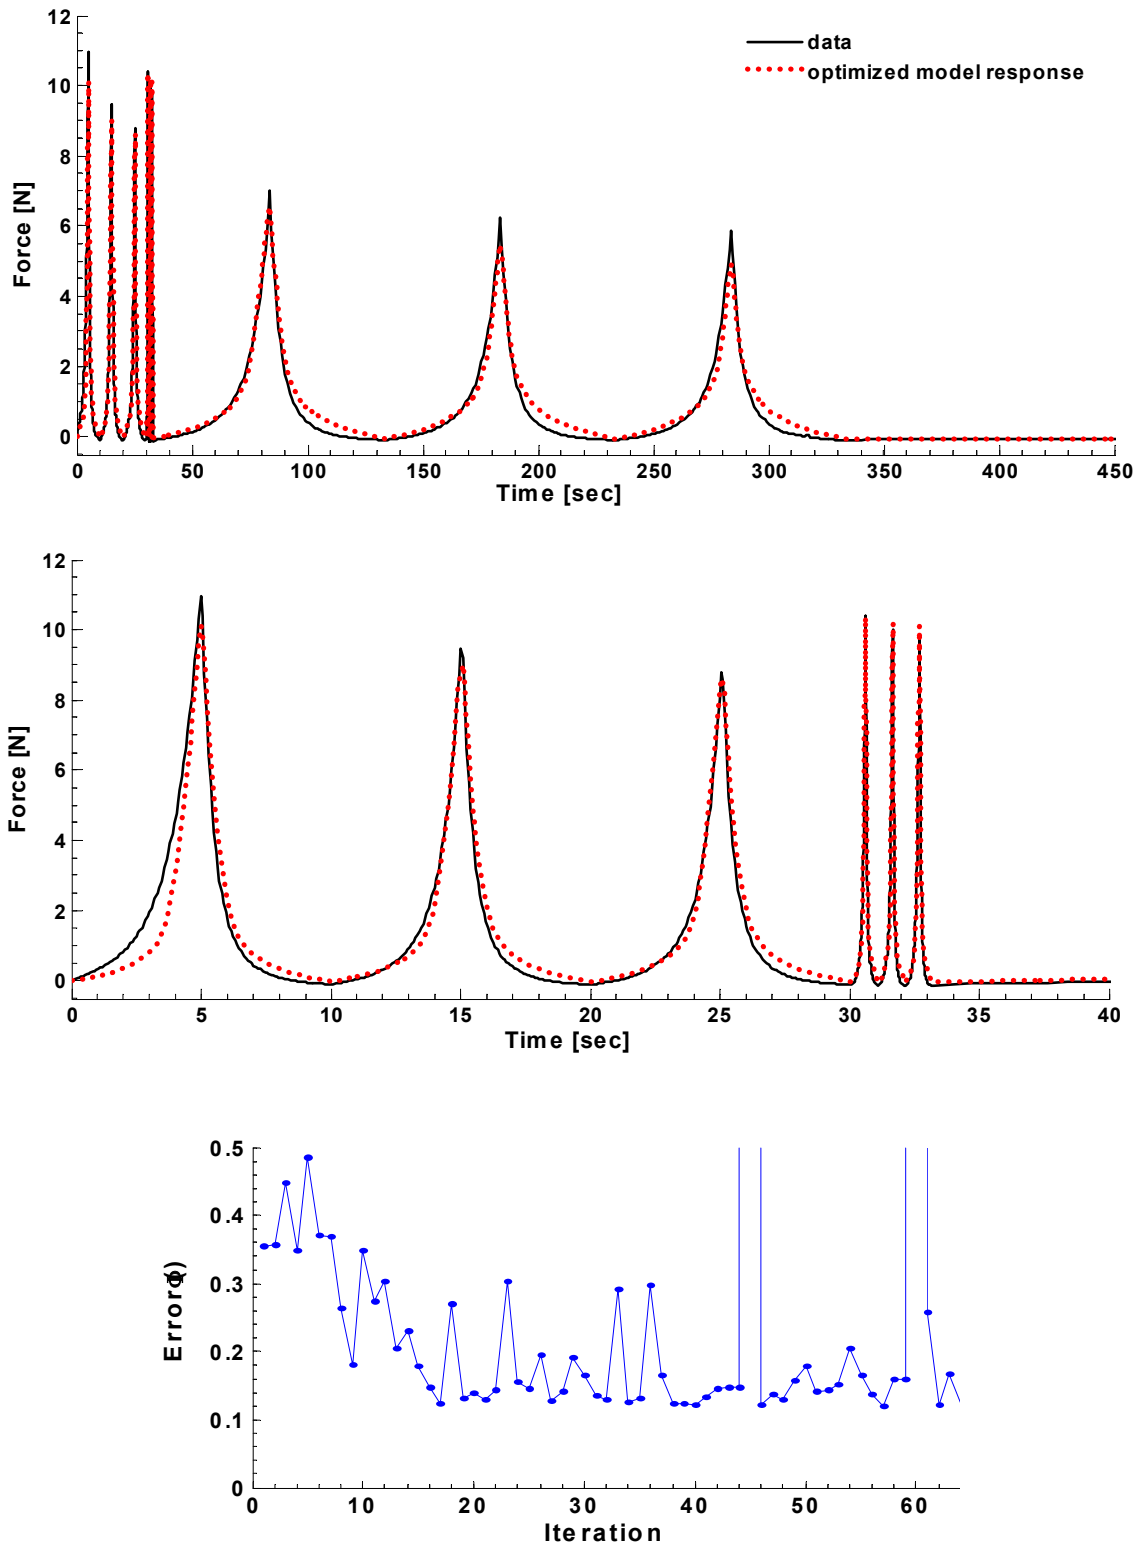 12
data
optimized model response
10
8
6
4
2
0
Force [N]
0 50 100 150 200 250 300 350 400 450
Time [sec]
12
10
8
6
4
2
0
Force [N]
0 5 10 15 20 25 30 35 40
Time [sec]
0.5
0.4
0.3
0.2
0.1
0
Error(ϕ)
0 10 20 30 40 50 60
Iteration